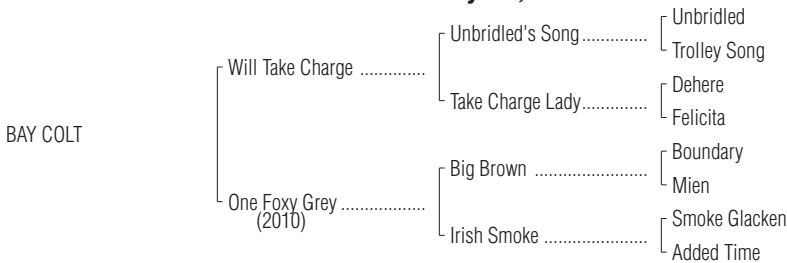 Unbridled
Unbridled's Song
Trolley Song
Will Take Charge
Dehere
Take Charge Lady
Felicita
BAY COLT
Boundary
Big Brown
Mien
One Foxy Grey
(2010)
Smoke Glacken
Irish Smoke
Added Time